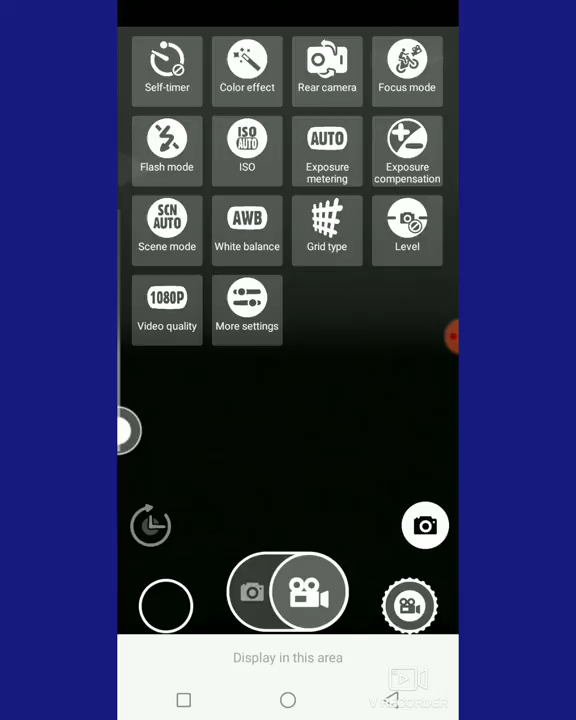 Self-timer
Color effect
Rear camera
Focus mode
Flash mode
ISO
AUTO
ISO
AUTO
Exposure
metering
Exposure
compensation
SCN
AUTO
Scene mode
AWB
White balance
Grid type
Level
1080P
Video quality
More settings
Display in this area
V RECORDER